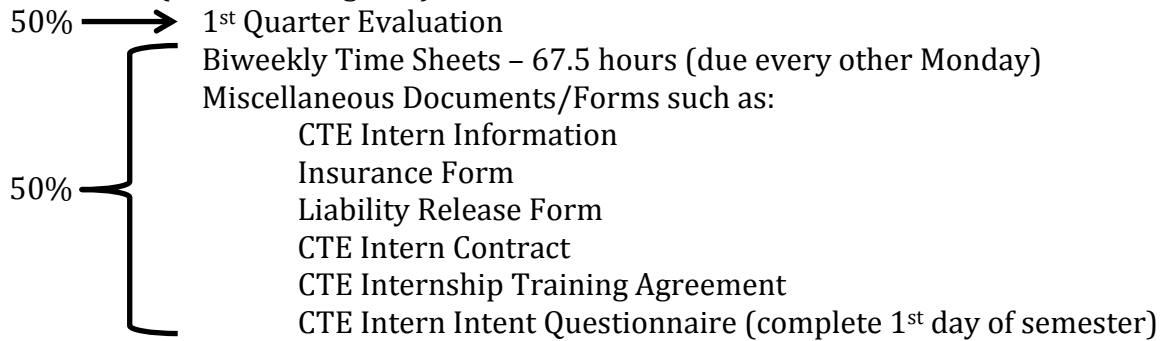 50% 1st Quarter Evaluation
Biweekly Time Sheets – 67.5 hours (due every other Monday)
Miscellaneous Documents/Forms such as:
CTE Intern Information
Insurance Form
50%
Liability Release Form
CTE Intern Contract
CTE Internship Training Agreement
CTE Intern Intent Questionnaire (complete 1st day of semester)